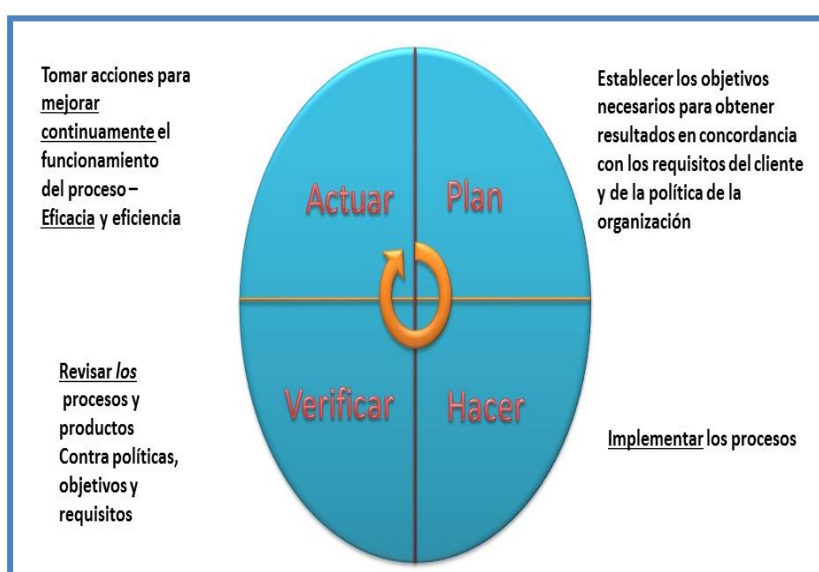 Tomar acciones para
mejorar
continuamente el
funcionamiento
del proceso –
Eficacia y eficiencia
Establecer los objetivos
necesarios para obtener
resultados en concordancia
con los requisitos del cliente
y de la política de la
organización
Actuar
Plan
Verificar
Hacer
Revisar los
procesos y
productos
Contra políticas,
objetivos y
requisitos
Implementar los procesos